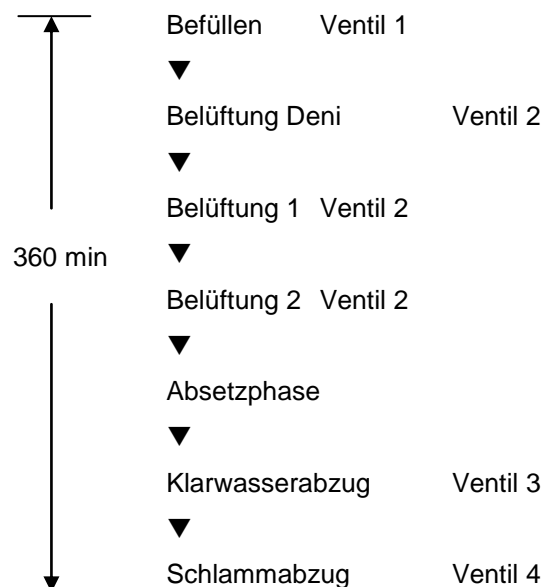 Befüllen Ventil 1
▼
Belüftung Deni Ventil 2
▼
Belüftung 1 Ventil 2
▼
360 min
Belüftung 2 Ventil 2
▼
Absetzphase
▼
Klarwasserabzug Ventil 3
▼
Schlammabzug Ventil 4